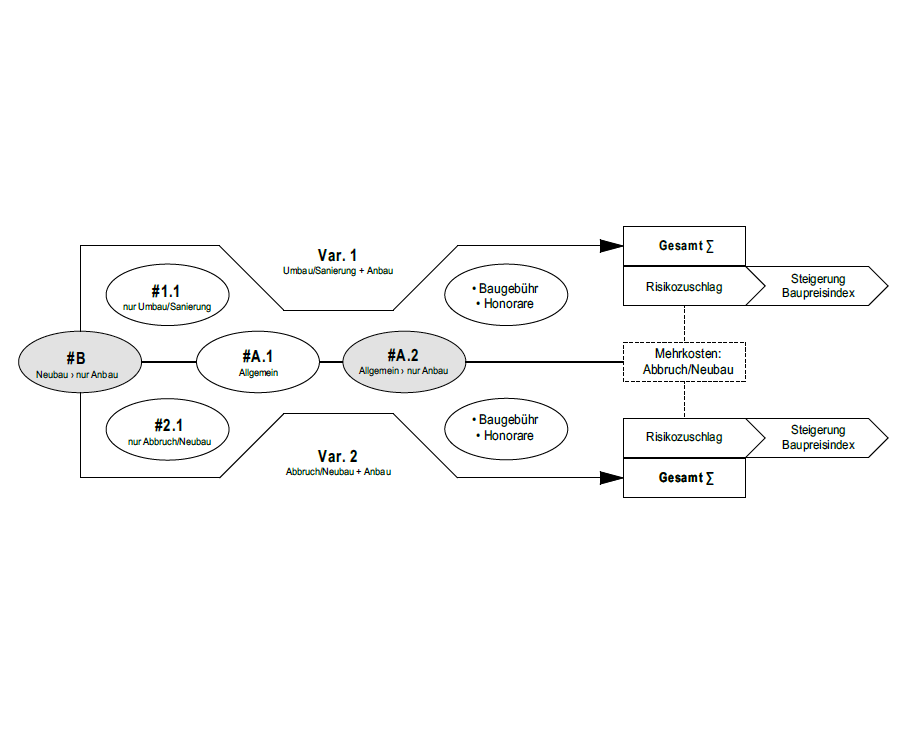 Var. 1
Umbau/Sanierung + Anbau
Gesamt ∑
#1.1
nur Umbau/Sanierung
• Baugebühr
• Honorare
Risikozuschlag
Steigerung
Baupreisindex
#B
Neubau › nur Anbau
#A.1
Allgemein
#A.2
Allgemein › nur Anbau
Mehrkosten:
Abbruch/Neubau
#2.1
nur Abbruch/Neubau
• Baugebühr
• Honorare
Risikozuschlag
Steigerung
Baupreisindex
Var. 2
Abbruch/Neubau + Anbau
Gesamt ∑